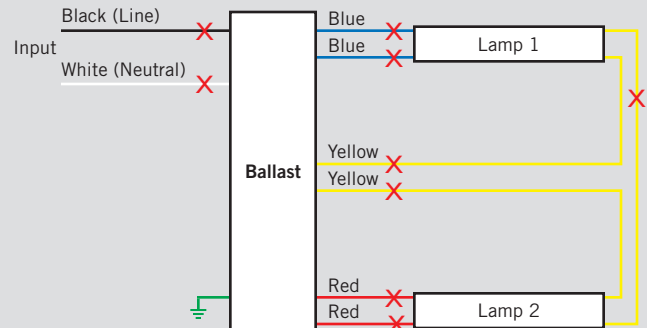 Black (Line)
Input
White (Neutral)
Ballast
Blue
Blue
Lamp 1
Yellow
Yellow
Red
Red
Lamp 2